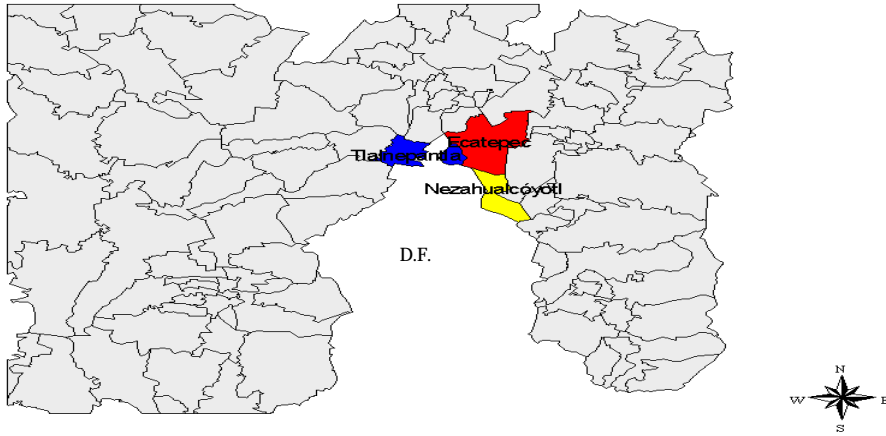 Ecatepec
Tlalnepantla
Nezahualcóyotl
D.F.
N
W E
S